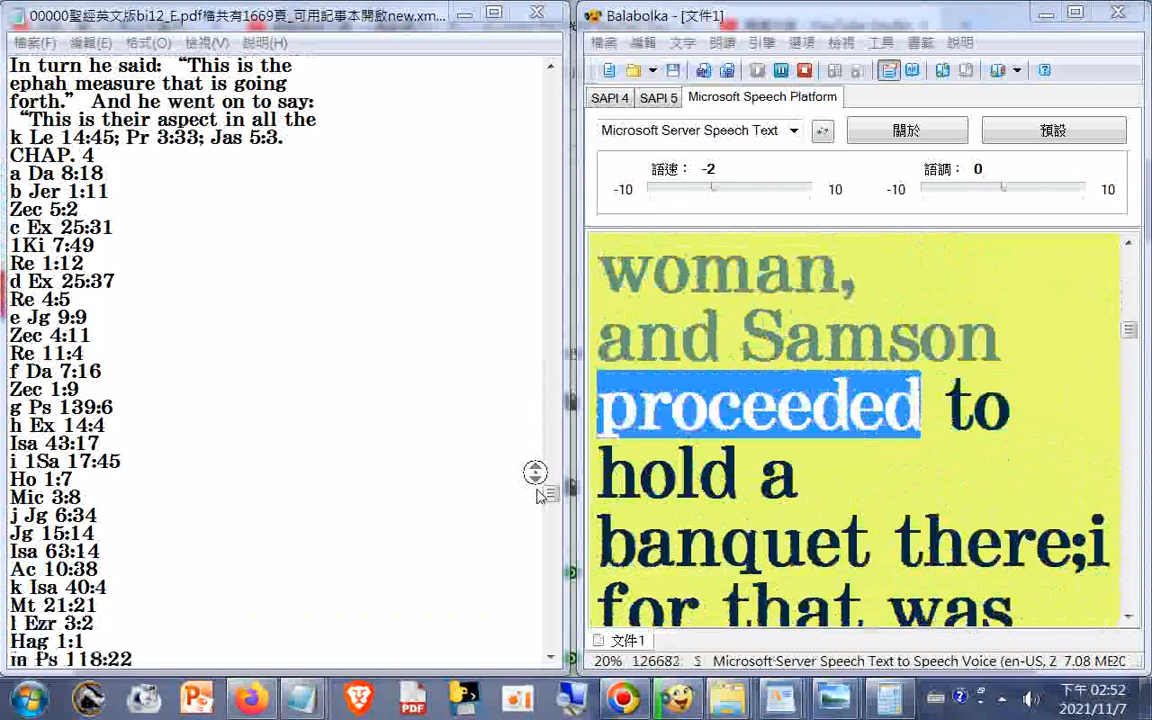 00000聖經英文版bi12_E.pdf檔共有1669頁_可用記事本開啟new.xm...
檔案(F) 編輯(E) 格式(O) 檢視(V) 說明(H)
In turn he said: “This is the
ephah measure that is going
forth.” And he went on to say:
“This is their aspect in all the
k Le 14:45; Pr 3:33; Jas 5:3.
CHAP. 4
a Da 8:18
b Jer 1:11
Zec 5:2
c Ex 25:31
1Ki 7:49
Re 1:12
d Ex 25:37
Re 4:5
e Jg 9:9
Zec 4:11
Re 11:4
f Da 7:16
Zec 1:9
g Ps 139:6
h Ex 14:4
Isa 43:17
i 1Sa 17:45
Ho 1:7
Mic 3:8
j Jg 6:34
Jg 15:14
Isa 63:14
Ac 10:38
k Isa 40:4
Mt 21:21
l Ezr 3:2
Hag 1:1
m Ps 118:22
Balabolka - [文件1]
檔案 編輯 文字 朗讀 引擎 選項 檢視 工具 書籤 說明
SAPI 4 SAPI 5 Microsoft Speech Platform
Microsoft Server Speech Text 關於 預設
語速： -2 語調： 0
-10 10 -10 10
woman,
and Samson
proceeded to
hold a
banquet there;i
for that was
文件1
20% 126682 Microsoft Server Speech Text to Speech Voice (en-US, Z 7.08 ME2C
PDF
下午 02:52
2021/11/7